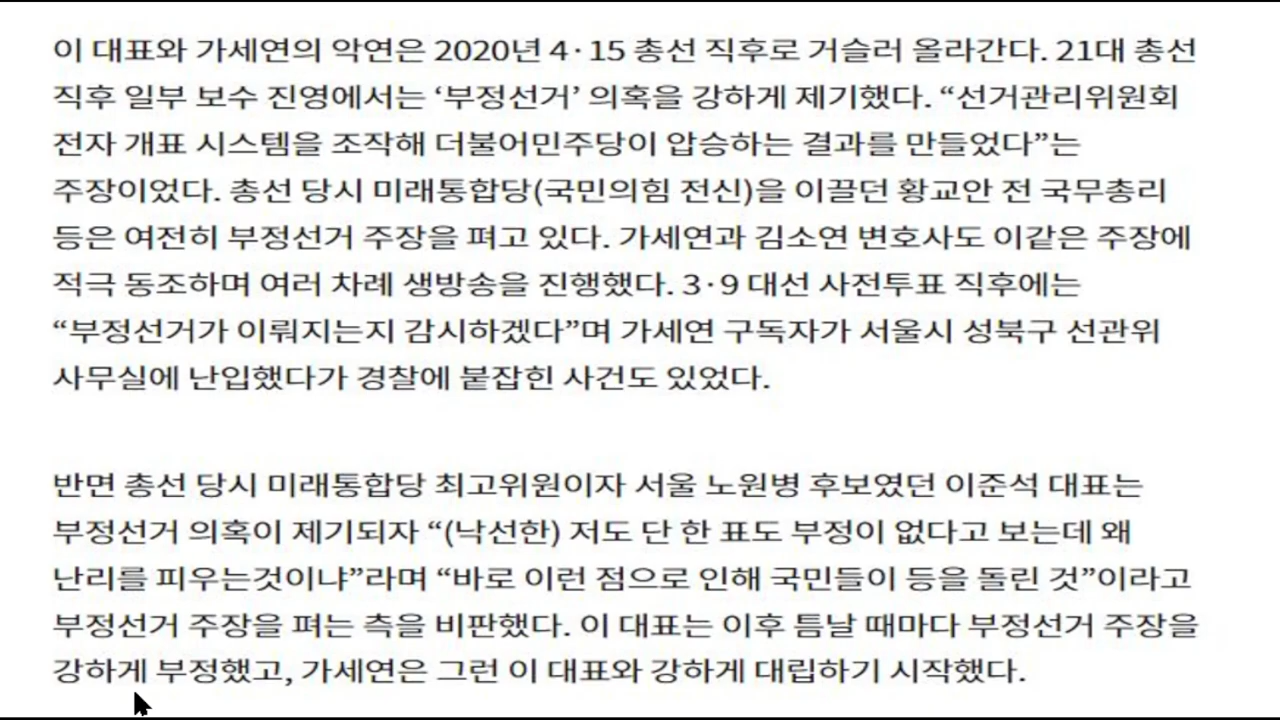 이 대표와 가세연의 악연은 2020년 4·15 총선 직후로 거슬러 올라간다. 21대 총선
직후 일부 보수 진영에서는 ‘부정선거’ 의혹을 강하게 제기했다. “선거관리위원회
전자 개표 시스템을 조작해 더불어민주당이 압승하는 결과를 만들었다”는
주장이었다. 총선 당시 미래통합당(국민의힘 전신)을 이끌던 황교안 전 국무총리
등은 여전히 부정선거 주장을 펴고 있다. 가세연과 김소연 변호사도 이같은 주장에
적극 동조하며 여러 차례 생방송을 진행했다. 3·9 대선 사전투표 직후에는
“부정선거가 이뤄지는지 감시하겠다”며 가세연 구독자가 서울시 성북구 선관위
사무실에 난입했다가 경찰에 붙잡힌 사건도 있었다.
반면 총선 당시 미래통합당 최고위원이자 서울 노원병 후보였던 이준석 대표는
부정선거 의혹이 제기되자 “(낙선한) 저도 단 한 표도 부정이 없다고 보는데 왜
난리를 피우는것이냐”라며 “바로 이런 점으로 인해 국민들이 등을 돌린 것”이라고
부정선거 주장을 펴는 측을 비판했다. 이 대표는 이후 틈날 때마다 부정선거 주장을
강하게 부정했고, 가세연은 그런 이 대표와 강하게 대립하기 시작했다.